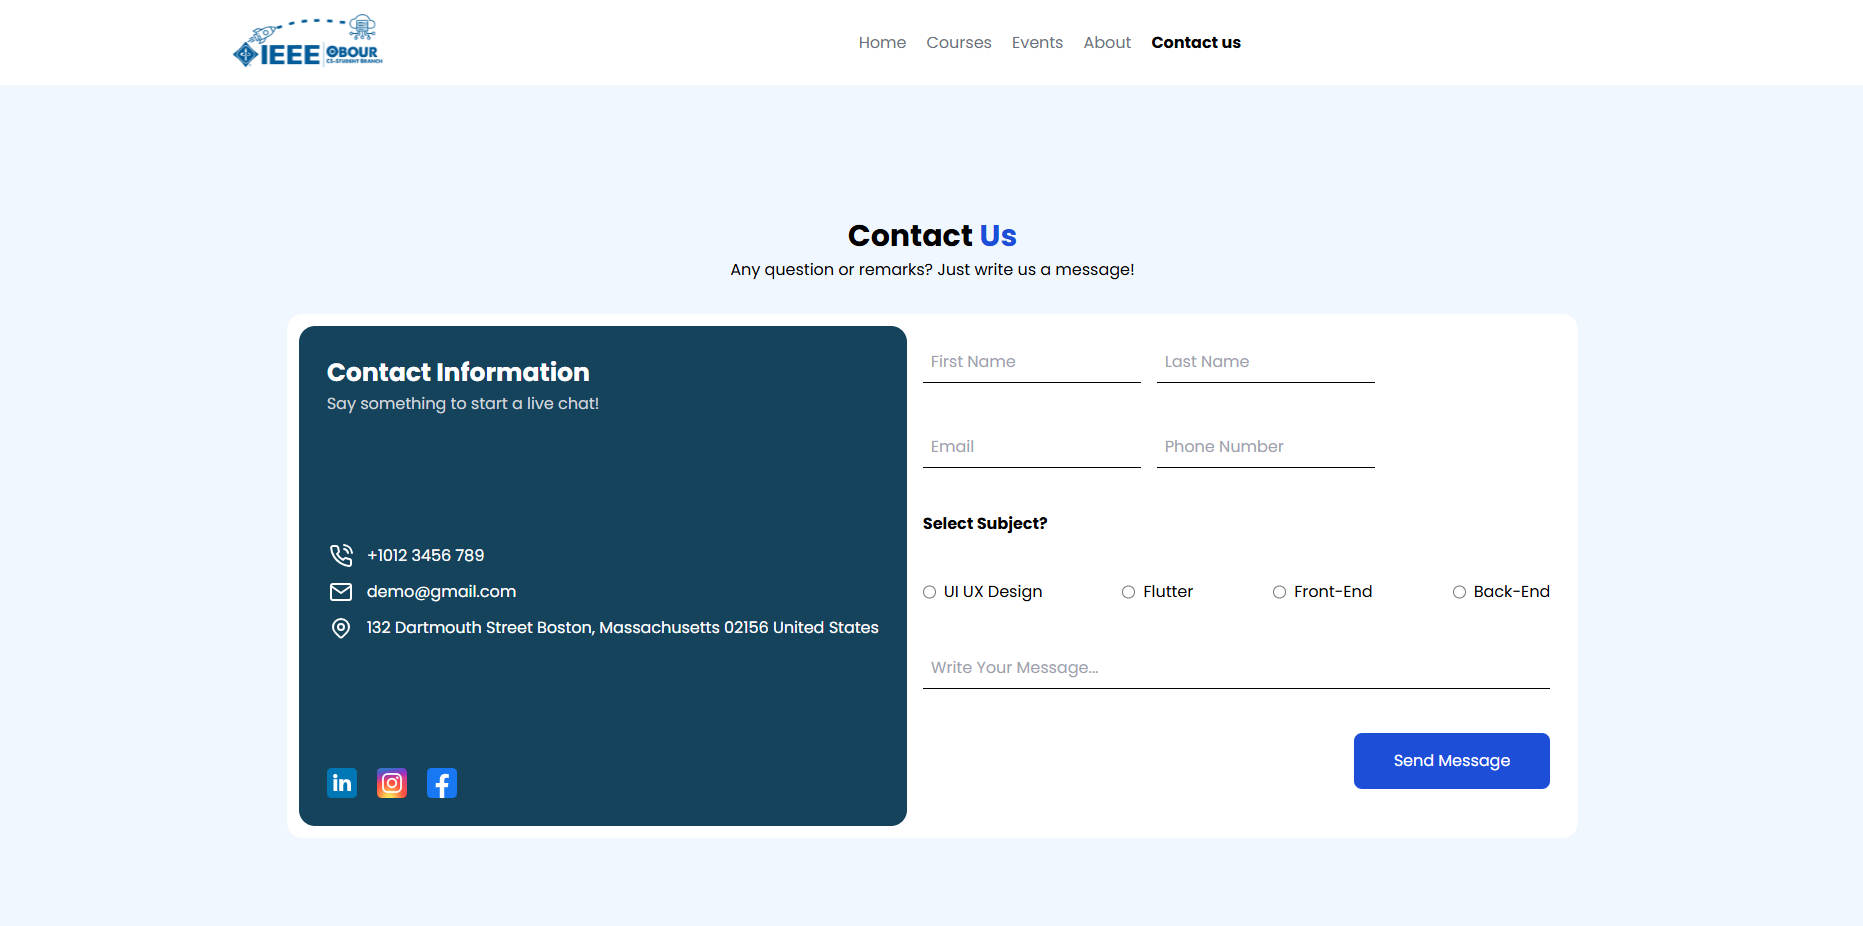 IEEE OBOUR
CS-STUDENT BRANCH
Home Courses Events About Contact us
Contact Us
Any question or remarks? Just write us a message!
Contact Information
Say something to start a live chat!
+1012 3456 789
demo@gmail.com
132 Dartmouth Street Boston, Massachusetts 02156 United States
in
First Name Last Name
Email Phone Number
Select Subject?
UI UX Design Flutter Front-End Back-End
Write Your Message...
Send Message